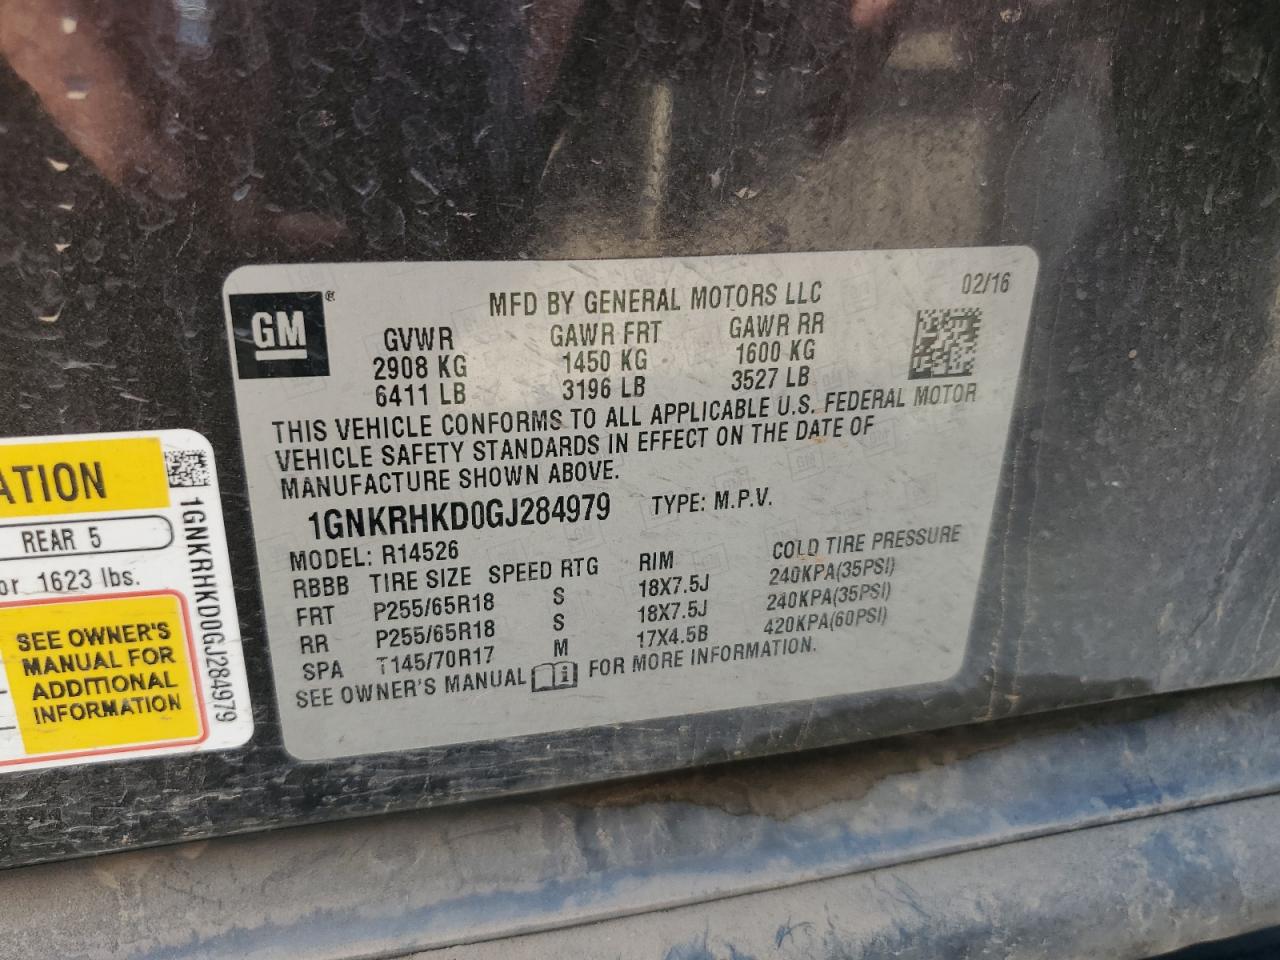 GM ®
MFD BY GENERAL MOTORS LLC
02/16
GVWR GAWR FRT GAWR RR
2908 KG 1450 KG 1600 KG
6411 LB 3196 LB 3527 LB
THIS VEHICLE CONFORMS TO ALL APPLICABLE U.S. FEDERAL MOTOR
VEHICLE SAFETY STANDARDS IN EFFECT ON THE DATE OF
MANUFACTURE SHOWN ABOVE.
1GNKRHKD0GJ284979 TYPE: M.P.V.
MODEL: R14526
RBBB TIRE SIZE SPEED RTG RIM COLD TIRE PRESSURE
FRT P255/65R18 S 18X7.5J 240KPA(35PSI)
RR P255/65R18 S 18X7.5J 240KPA(35PSI)
SPA T145/70R17 M 17X4.5B 420KPA(60PSI)
SEE OWNER'S MANUAL FOR MORE INFORMATION.
ATION
REAR 5
or 1623 lbs.
SEE OWNER'S
MANUAL FOR
ADDITIONAL
INFORMATION
1GNKRHKD0GJ284979